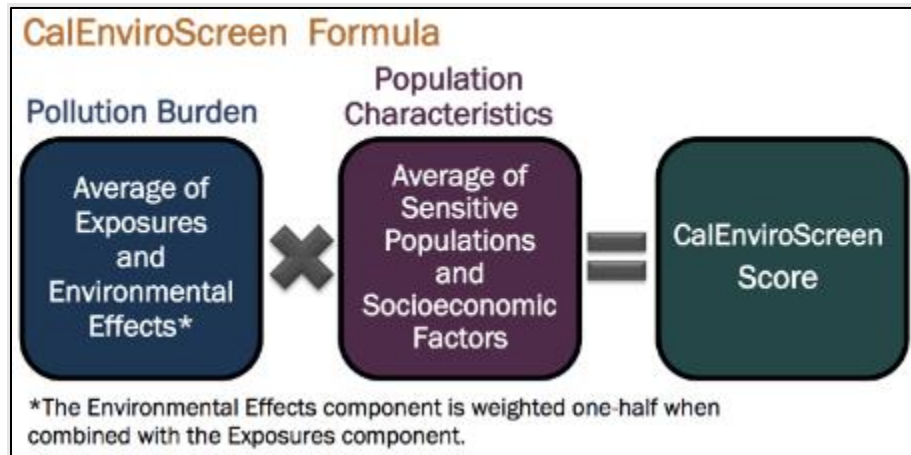 CalEnviroScreen Formula
Pollution Burden
Population
Characteristics
Average of
Exposures
and
Environmental
Effects*
Average of
Sensitive
Populations
and
Socioeconomic
Factors
CalEnviroScreen
Score
*The Environmental Effects component is weighted one-half when
combined with the Exposures component.